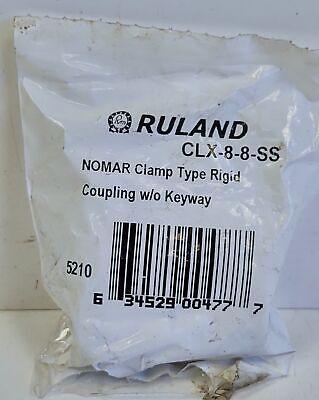 RULAND
CLX-8-8-SS
NOMAR Clamp Type Rigid
Coupling w/o Keyway
5210
6 34529 00477 7